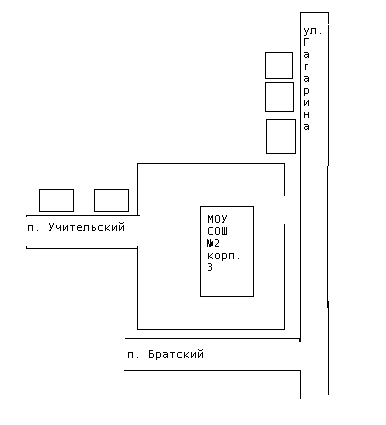 ул.
Гагарина
п. Учительский
МОУ
СОШ
№2
корп.
3
п. Братский